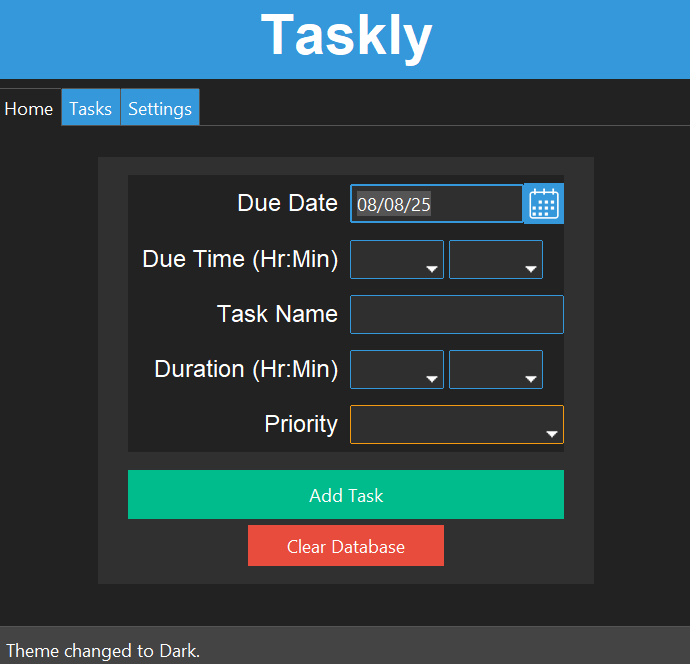 Taskly
Home Tasks Settings
Due Date 08/08/25
Due Time (Hr:Min)
Task Name
Duration (Hr:Min)
Priority
Add Task
Clear Database
Theme changed to Dark.